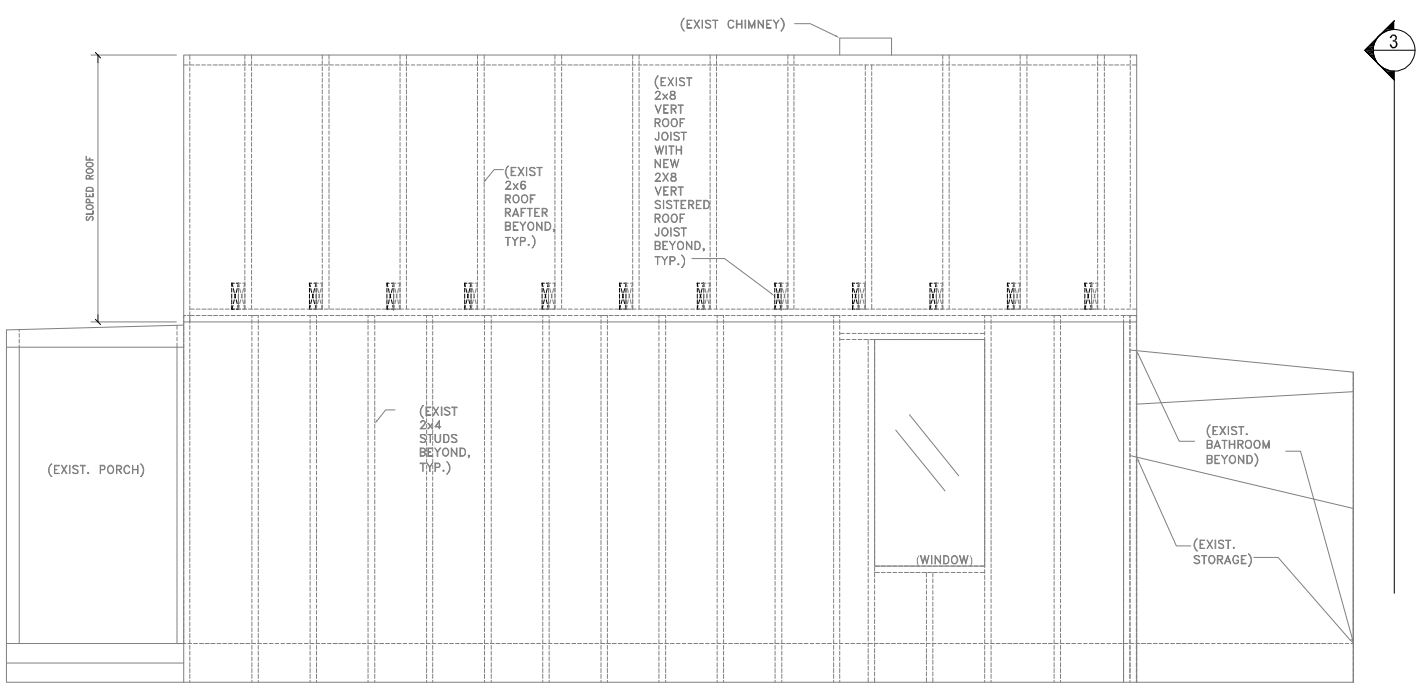 (EXIST CHIMNEY)
3
(EXIST
2x8
VERT
ROOF
JOIST
WITH
NEW
2X8
VERT
SISTERED
ROOF
JOIST
BEYOND,
TYP.)
SLOPED ROOF
(EXIST
2x6
ROOF
RAFTER
BEYOND,
TYP.)
(EXIST
2x4
STUDS
BEYOND,
TYP.)
(EXIST. PORCH)
(EXIST.
BATHROOM
BEYOND)
(EXIST.
STORAGE)
(WINDOW)